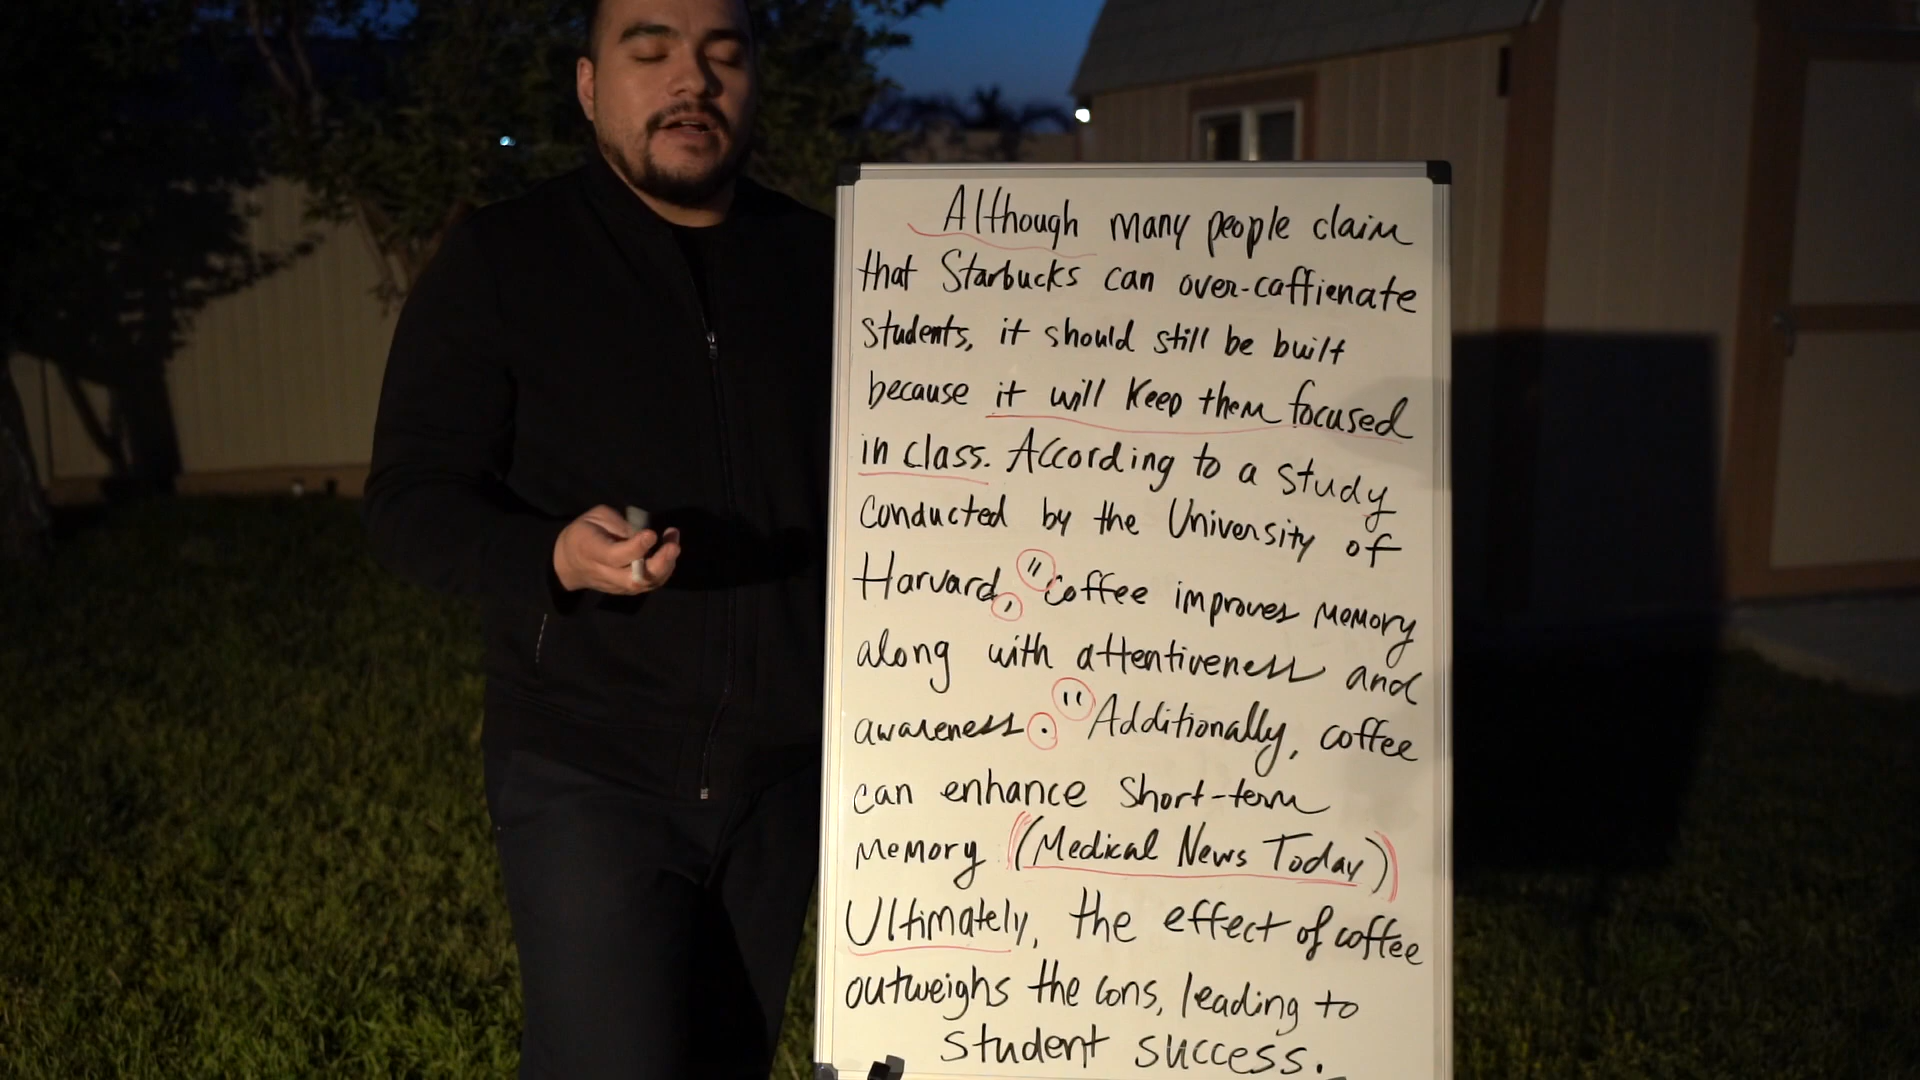 Although many people claim
that Starbucks can over-caffienate
students, it should still be built
because it will keep them focused
in class. According to a study
conducted by the University of
Harvard, "coffee improves memory
along with attentiveness and
awareness." Additionally, coffee
can enhance short-term
memory (Medical News Today)
Ultimately, the effect of coffee
outweighs the cons, leading to
student success.